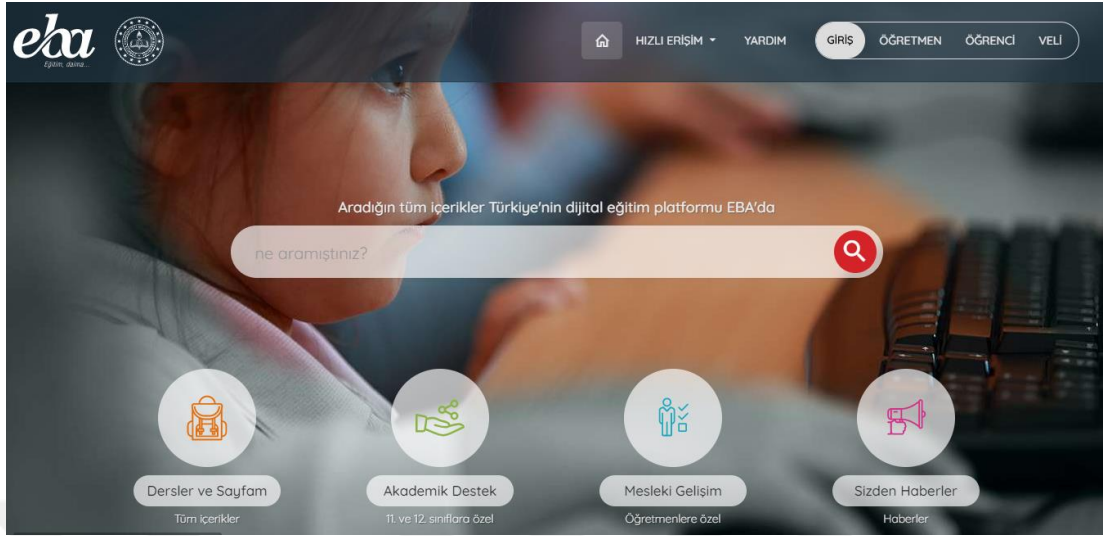 eba
Eğitim, daima...
HIZLI ERİŞİM
YARDIM
GİRİŞ
ÖĞRETMEN
ÖĞRENCİ
VELİ
Aradığın tüm içerikler Türkiye'nin dijital eğitim platformu EBA'da
ne aramıştınız?
Dersler ve Sayfam
Tüm içerikler
Akademik Destek
11. ve 12. sınıflara özel
Mesleki Gelişim
Öğretmenlere özel
Sizden Haberler
Haberler